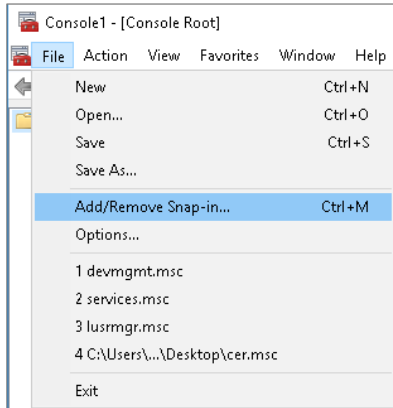 Console1 - [Console Root]
File Action View Favorites Window Help
New Ctrl+N
Open... Ctrl+O
Save Ctrl+S
Save As...
Add/Remove Snap-in... Ctrl+M
Options...
1 devmgmt.msc
2 services.msc
3 lusrmgr.msc
4 C:\Users\...\Desktop\cer.msc
Exit